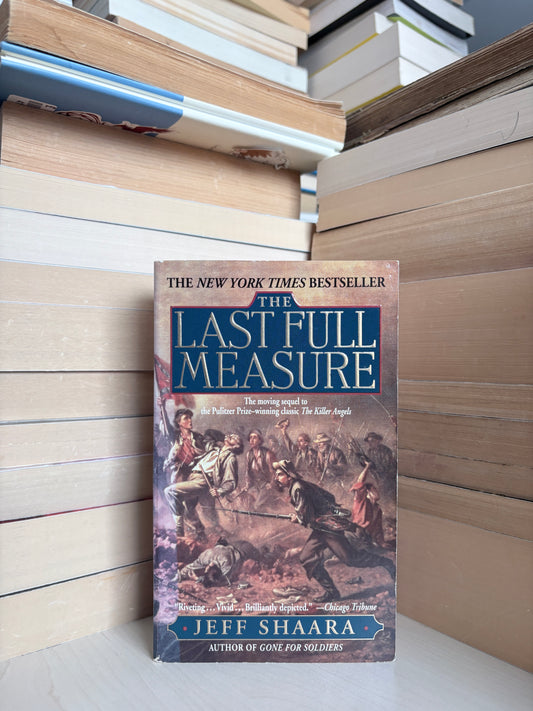 THE NEW YORK TIMES BESTSELLER
THE
LAST FULL
MEASURE
The moving sequel to
the Pulitzer Prize–winning classic The Killer Angels
"Riveting . . . Vivid . . . Brilliantly depicted." —Chicago Tribune
JEFF SHAARA
AUTHOR OF GONE FOR SOLDIERS